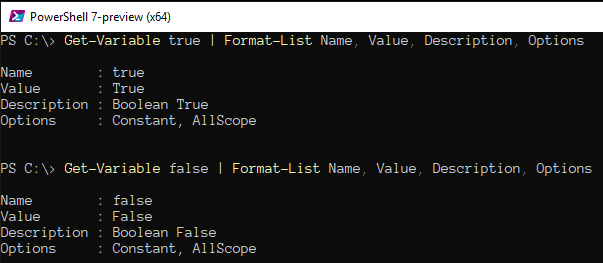 PowerShell 7-preview (x64)
PS C:\> Get-Variable true | Format-List Name, Value, Description, Options
Name        : true
Value       : True
Description : Boolean True
Options     : Constant, AllScope
PS C:\> Get-Variable false | Format-List Name, Value, Description, Options
Name        : false
Value       : False
Description : Boolean False
Options     : Constant, AllScope